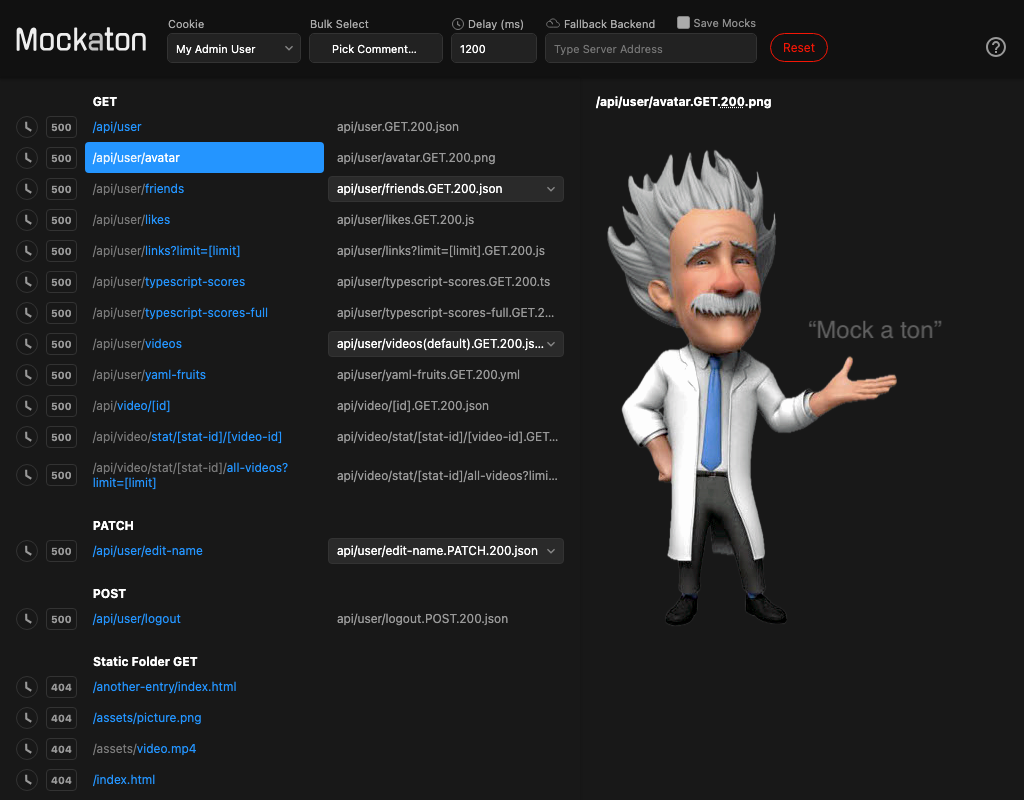 Mockaton
Cookie
My Admin User
Bulk Select
Pick Comment...
Delay (ms)
1200
Fallback Backend
Type Server Address
Save Mocks
Reset
?
GET
500 /api/user api/user.GET.200.json
500 /api/user/avatar api/user/avatar.GET.200.png
500 /api/user/friends api/user/friends.GET.200.json
500 /api/user/likes api/user/likes.GET.200.js
500 /api/user/links?limit=[limit] api/user/links?limit=[limit].GET.200.js
500 /api/user/typescript-scores api/user/typescript-scores.GET.200.ts
500 /api/user/typescript-scores-full api/user/typescript-scores-full.GET.2...
500 /api/user/videos api/user/videos(default).GET.200.js...
500 /api/user/yaml-fruits api/user/yaml-fruits.GET.200.yml
500 /api/video/[id] api/video/[id].GET.200.json
500 /api/video/stat/[stat-id]/[video-id] api/video/stat/[stat-id]/[video-id].GET...
500 /api/video/stat/[stat-id]/all-videos?
limit=[limit] api/video/stat/[stat-id]/all-videos?limi...
PATCH
500 /api/user/edit-name api/user/edit-name.PATCH.200.json
POST
500 /api/user/logout api/user/logout.POST.200.json
Static Folder GET
404 /another-entry/index.html
404 /assets/picture.png
404 /assets/video.mp4
404 /index.html
/api/user/avatar.GET.200.png
“Mock a ton”